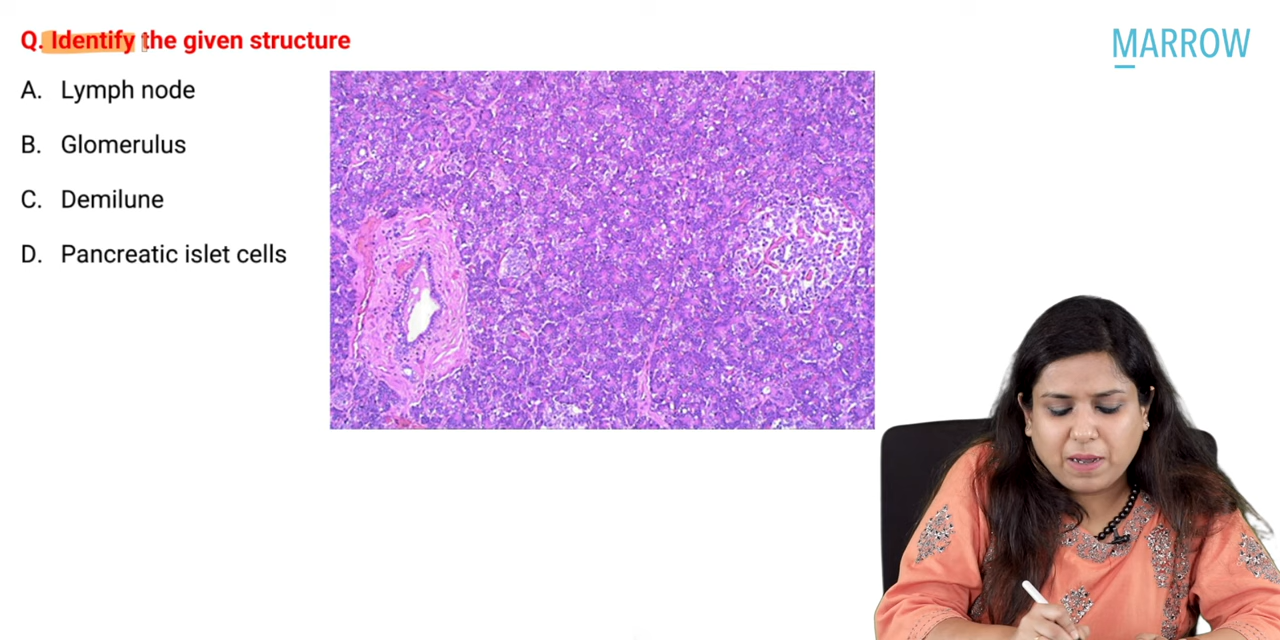 Q. Identify the given structure
MARROW
A. Lymph node
B. Glomerulus
C. Demilune
D. Pancreatic islet cells